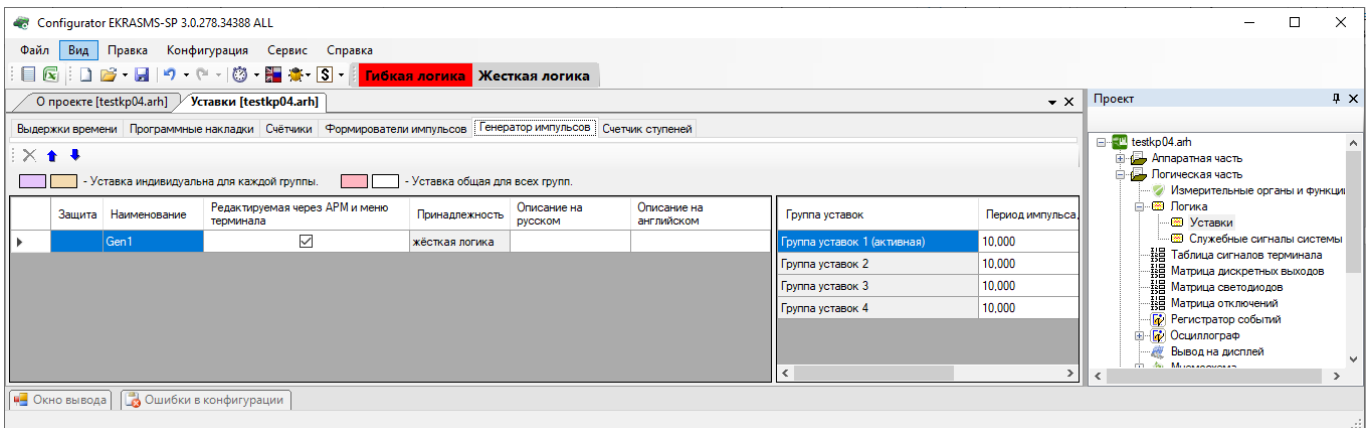 Configurator EKRASMS-SP 3.0.278.34388 ALL
Файл Вид Правка Конфигурация Сервис Справка
S Гибкая логика Жесткая логика
О проекте [testkp04.arh] Уставки [testkp04.arh]
Выдержки времени Программные накладки Счётчики Формирователи импульсов Генератор импульсов Счетчик ступеней
- Уставка индивидуальна для каждой группы. - Уставка общая для всех групп.
Защита Наименование Редактируемая через АРМ и меню терминала Принадлежность Описание на русском Описание на английском
Gen1 жёсткая логика
Группа уставок Период импульса,
Группа уставок 1 (активная) 10,000
Группа уставок 2 10,000
Группа уставок 3 10,000
Группа уставок 4 10,000
Проект
testkp04.arh
Аппаратная часть
Логическая часть
Измерительные органы и функци
Логика
Уставки
Служебные сигналы системы
Таблица сигналов терминала
Матрица дискретных выходов
Матрица светодиодов
Матрица отключений
Регистратор событий
Осциллограф
Вывод на дисплей
Мнемосхема
Окно вывода Ошибки в конфигурации